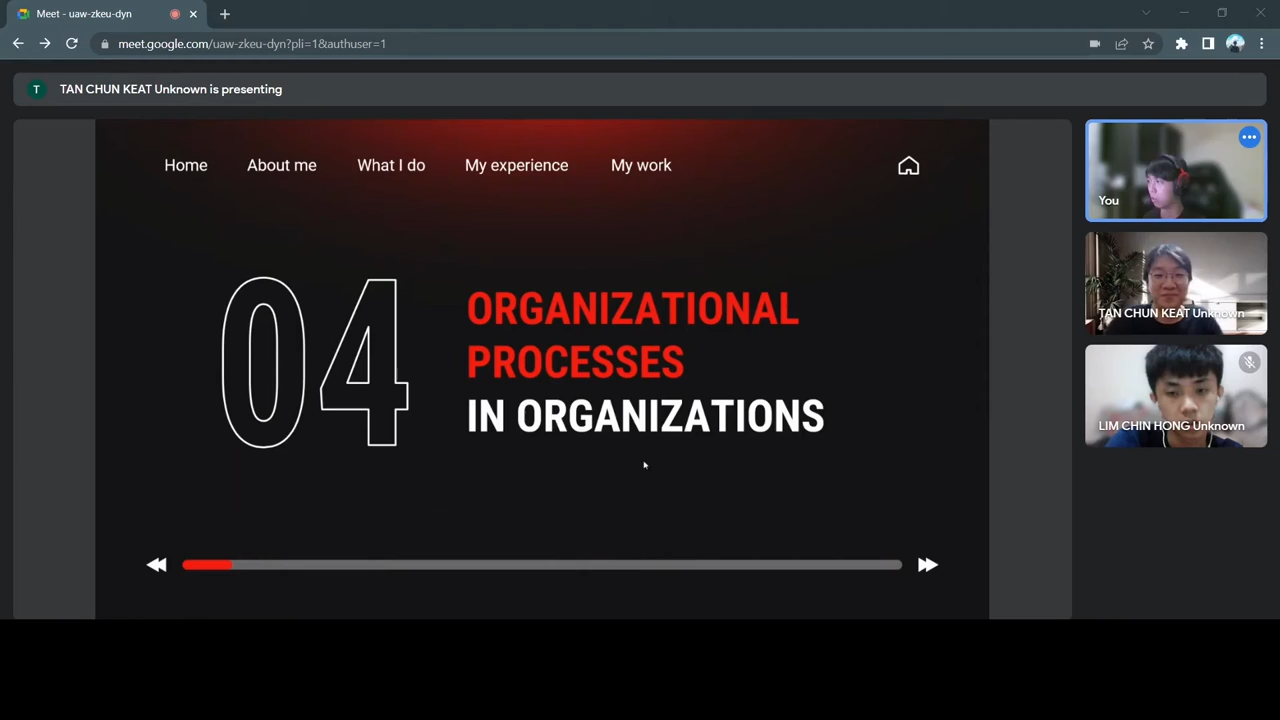 Meet - uaw-zkeu-dyn
meet.google.com/uaw-zkeu-dyn?pli=1&authuser=1
T
TAN CHUN KEAT Unknown is presenting
Home
About me
What I do
My experience
My work
04
ORGANIZATIONAL
PROCESSES
IN ORGANIZATIONS
You
TAN CHUN KEAT Unknown
LIM CHIN HONG Unknown